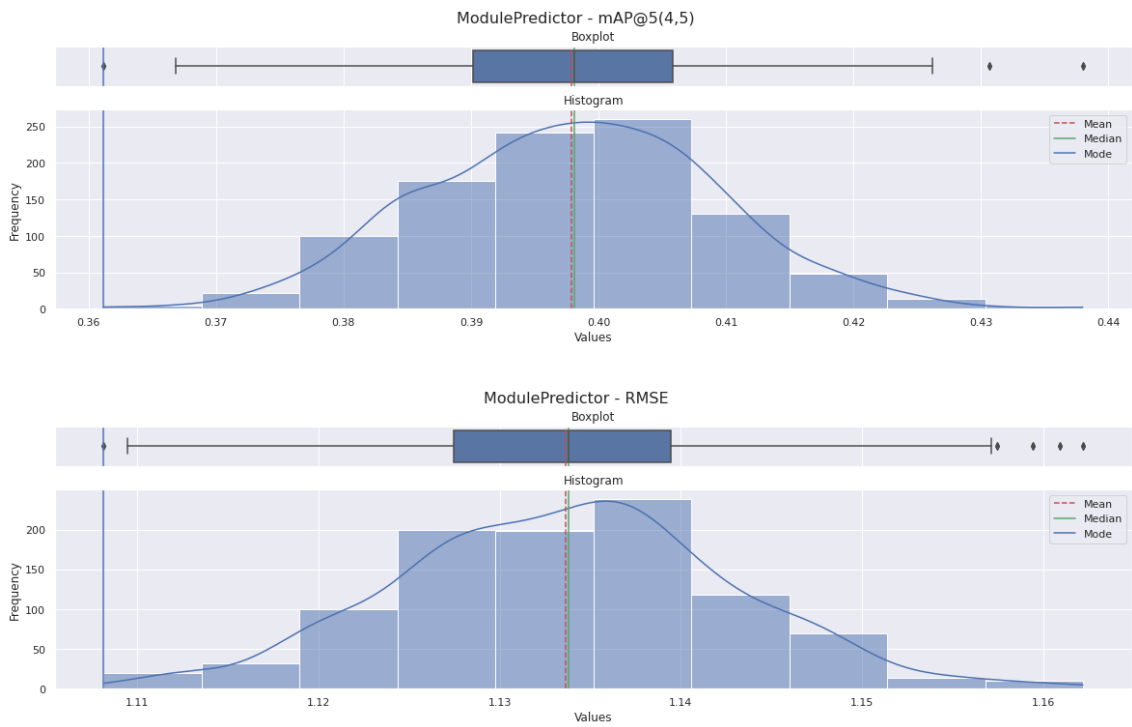 ModulePredictor - mAP@5(4,5)
Boxplot
Histogram
250
200
150
100
50
0
Frequency
Mean
Median
Mode
0.36 0.37 0.38 0.39 0.40 0.41 0.42 0.43 0.44
Values
ModulePredictor - RMSE
Boxplot
Histogram
200
150
100
50
0
Frequency
Mean
Median
Mode
1.11 1.12 1.13 1.14 1.15 1.16
Values